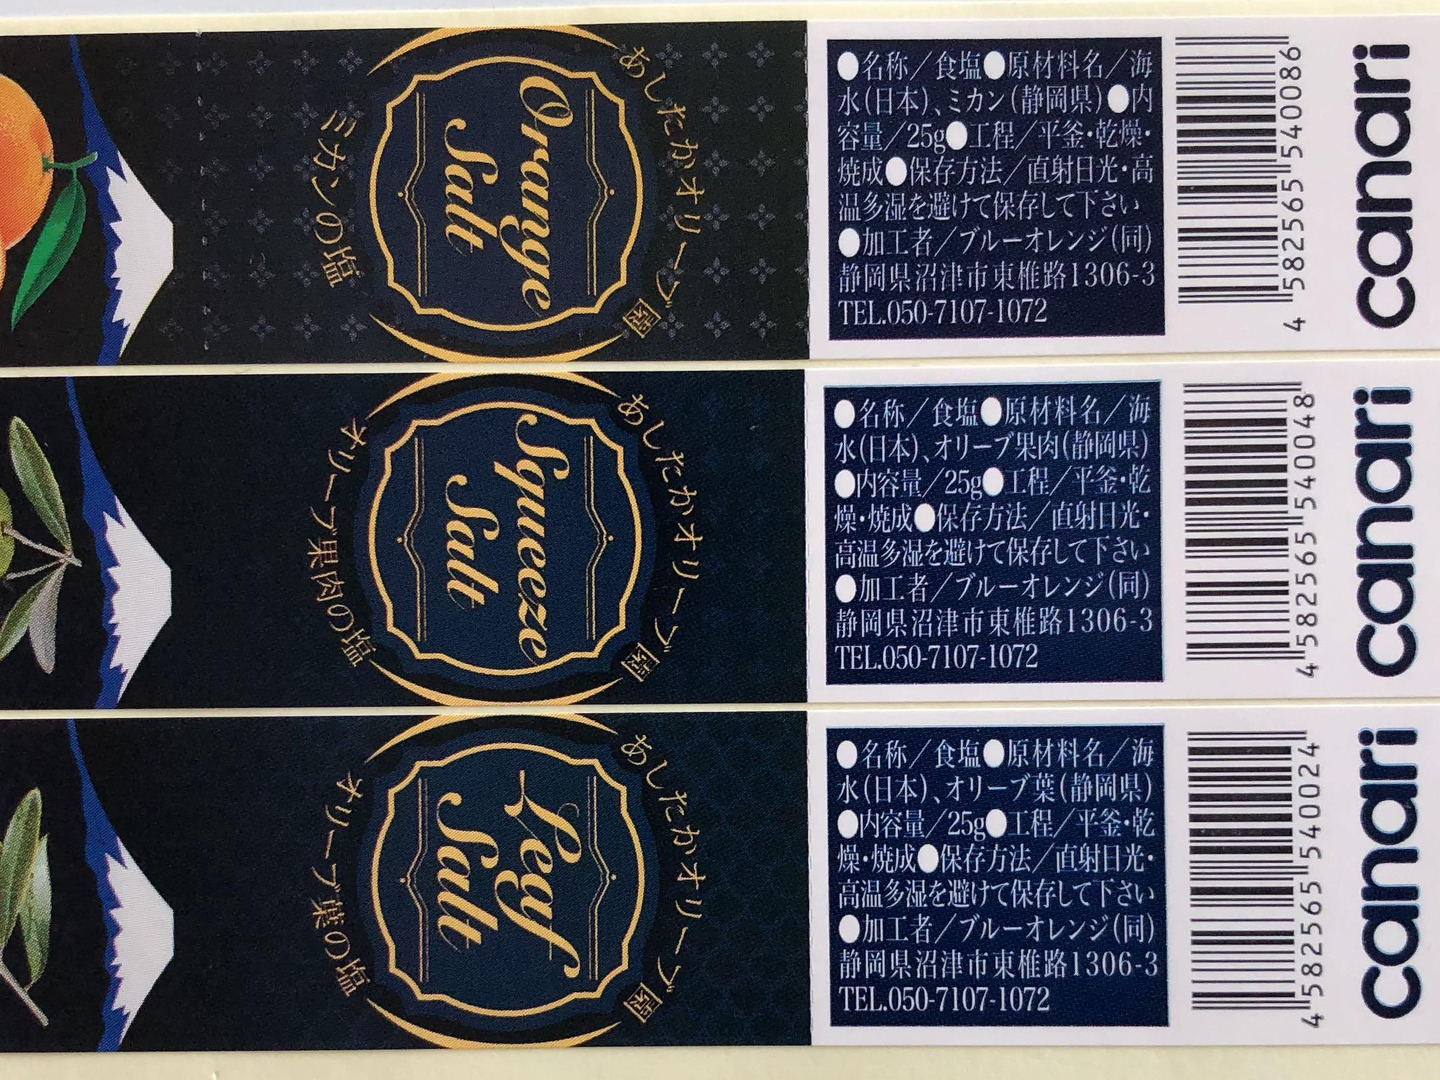 あしたかオリーブ園
Orange
Salt
ミカンの塩
●名称／食塩●原材料名／海
水(日本)、ミカン(静岡県)●内
容量／25g●工程／平釜・乾燥・
焼成●保存方法／直射日光・高
温多湿を避けて保存して下さい
●加工者／ブルーオレンジ(同)
静岡県沼津市東椎路1306-3
TEL.050-7107-1072
4 582565 540086
canari
あしたかオリーブ園
Squeeze
Salt
オリーブ果肉の塩
●名称／食塩●原材料名／海
水(日本)、オリーブ果肉(静岡県)
●内容量／25g●工程／平釜・乾
燥・焼成●保存方法／直射日光・
高温多湿を避けて保存して下さい
●加工者／ブルーオレンジ(同)
静岡県沼津市東椎路1306-3
TEL.050-7107-1072
4 582565 540048
canari
あしたかオリーブ園
Leaf
Salt
オリーブ葉の塩
●名称／食塩●原材料名／海
水(日本)、オリーブ葉(静岡県)
●内容量／25g●工程／平釜・乾
燥・焼成●保存方法／直射日光・
高温多湿を避けて保存して下さい
●加工者／ブルーオレンジ(同)
静岡県沼津市東椎路1306-3
TEL.050-7107-1072
4 582565 540024
canari